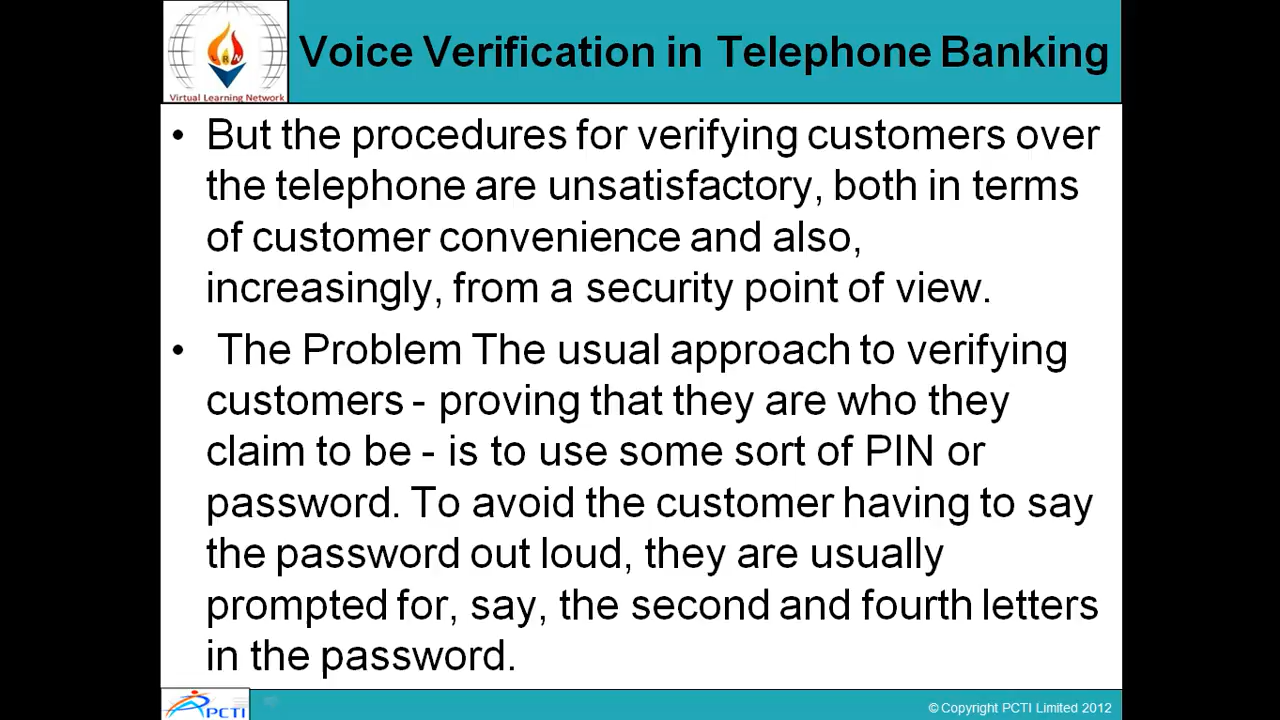 Voice Verification in Telephone Banking
Virtual Learning Network
• But the procedures for verifying customers over
the telephone are unsatisfactory, both in terms
of customer convenience and also,
increasingly, from a security point of view.
• The Problem The usual approach to verifying
customers - proving that they are who they
claim to be - is to use some sort of PIN or
password. To avoid the customer having to say
the password out loud, they are usually
prompted for, say, the second and fourth letters
in the password.
PCTI
© Copyright PCTI Limited 2012